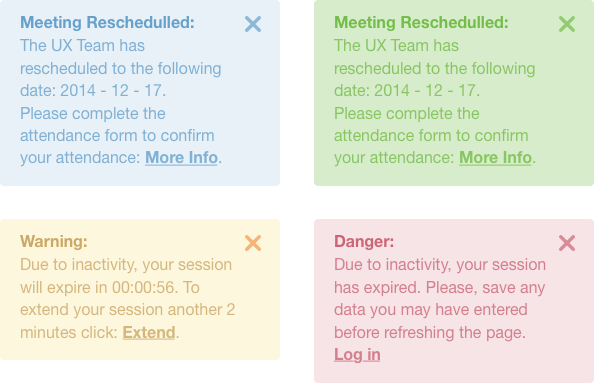 Meeting Reschedulled:
The UX Team has
rescheduled to the following
date: 2014 - 12 - 17.
Please complete the
attendance form to confirm
your attendance: More Info.
Meeting Reschedulled:
The UX Team has
rescheduled to the following
date: 2014 - 12 - 17.
Please complete the
attendance form to confirm
your attendance: More Info.
Warning:
Due to inactivity, your session
will expire in 00:00:56. To
extend your session another 2
minutes click: Extend.
Danger:
Due to inactivity, your session
has expired. Please, save any
data you may have entered
before refreshing the page.
Log in